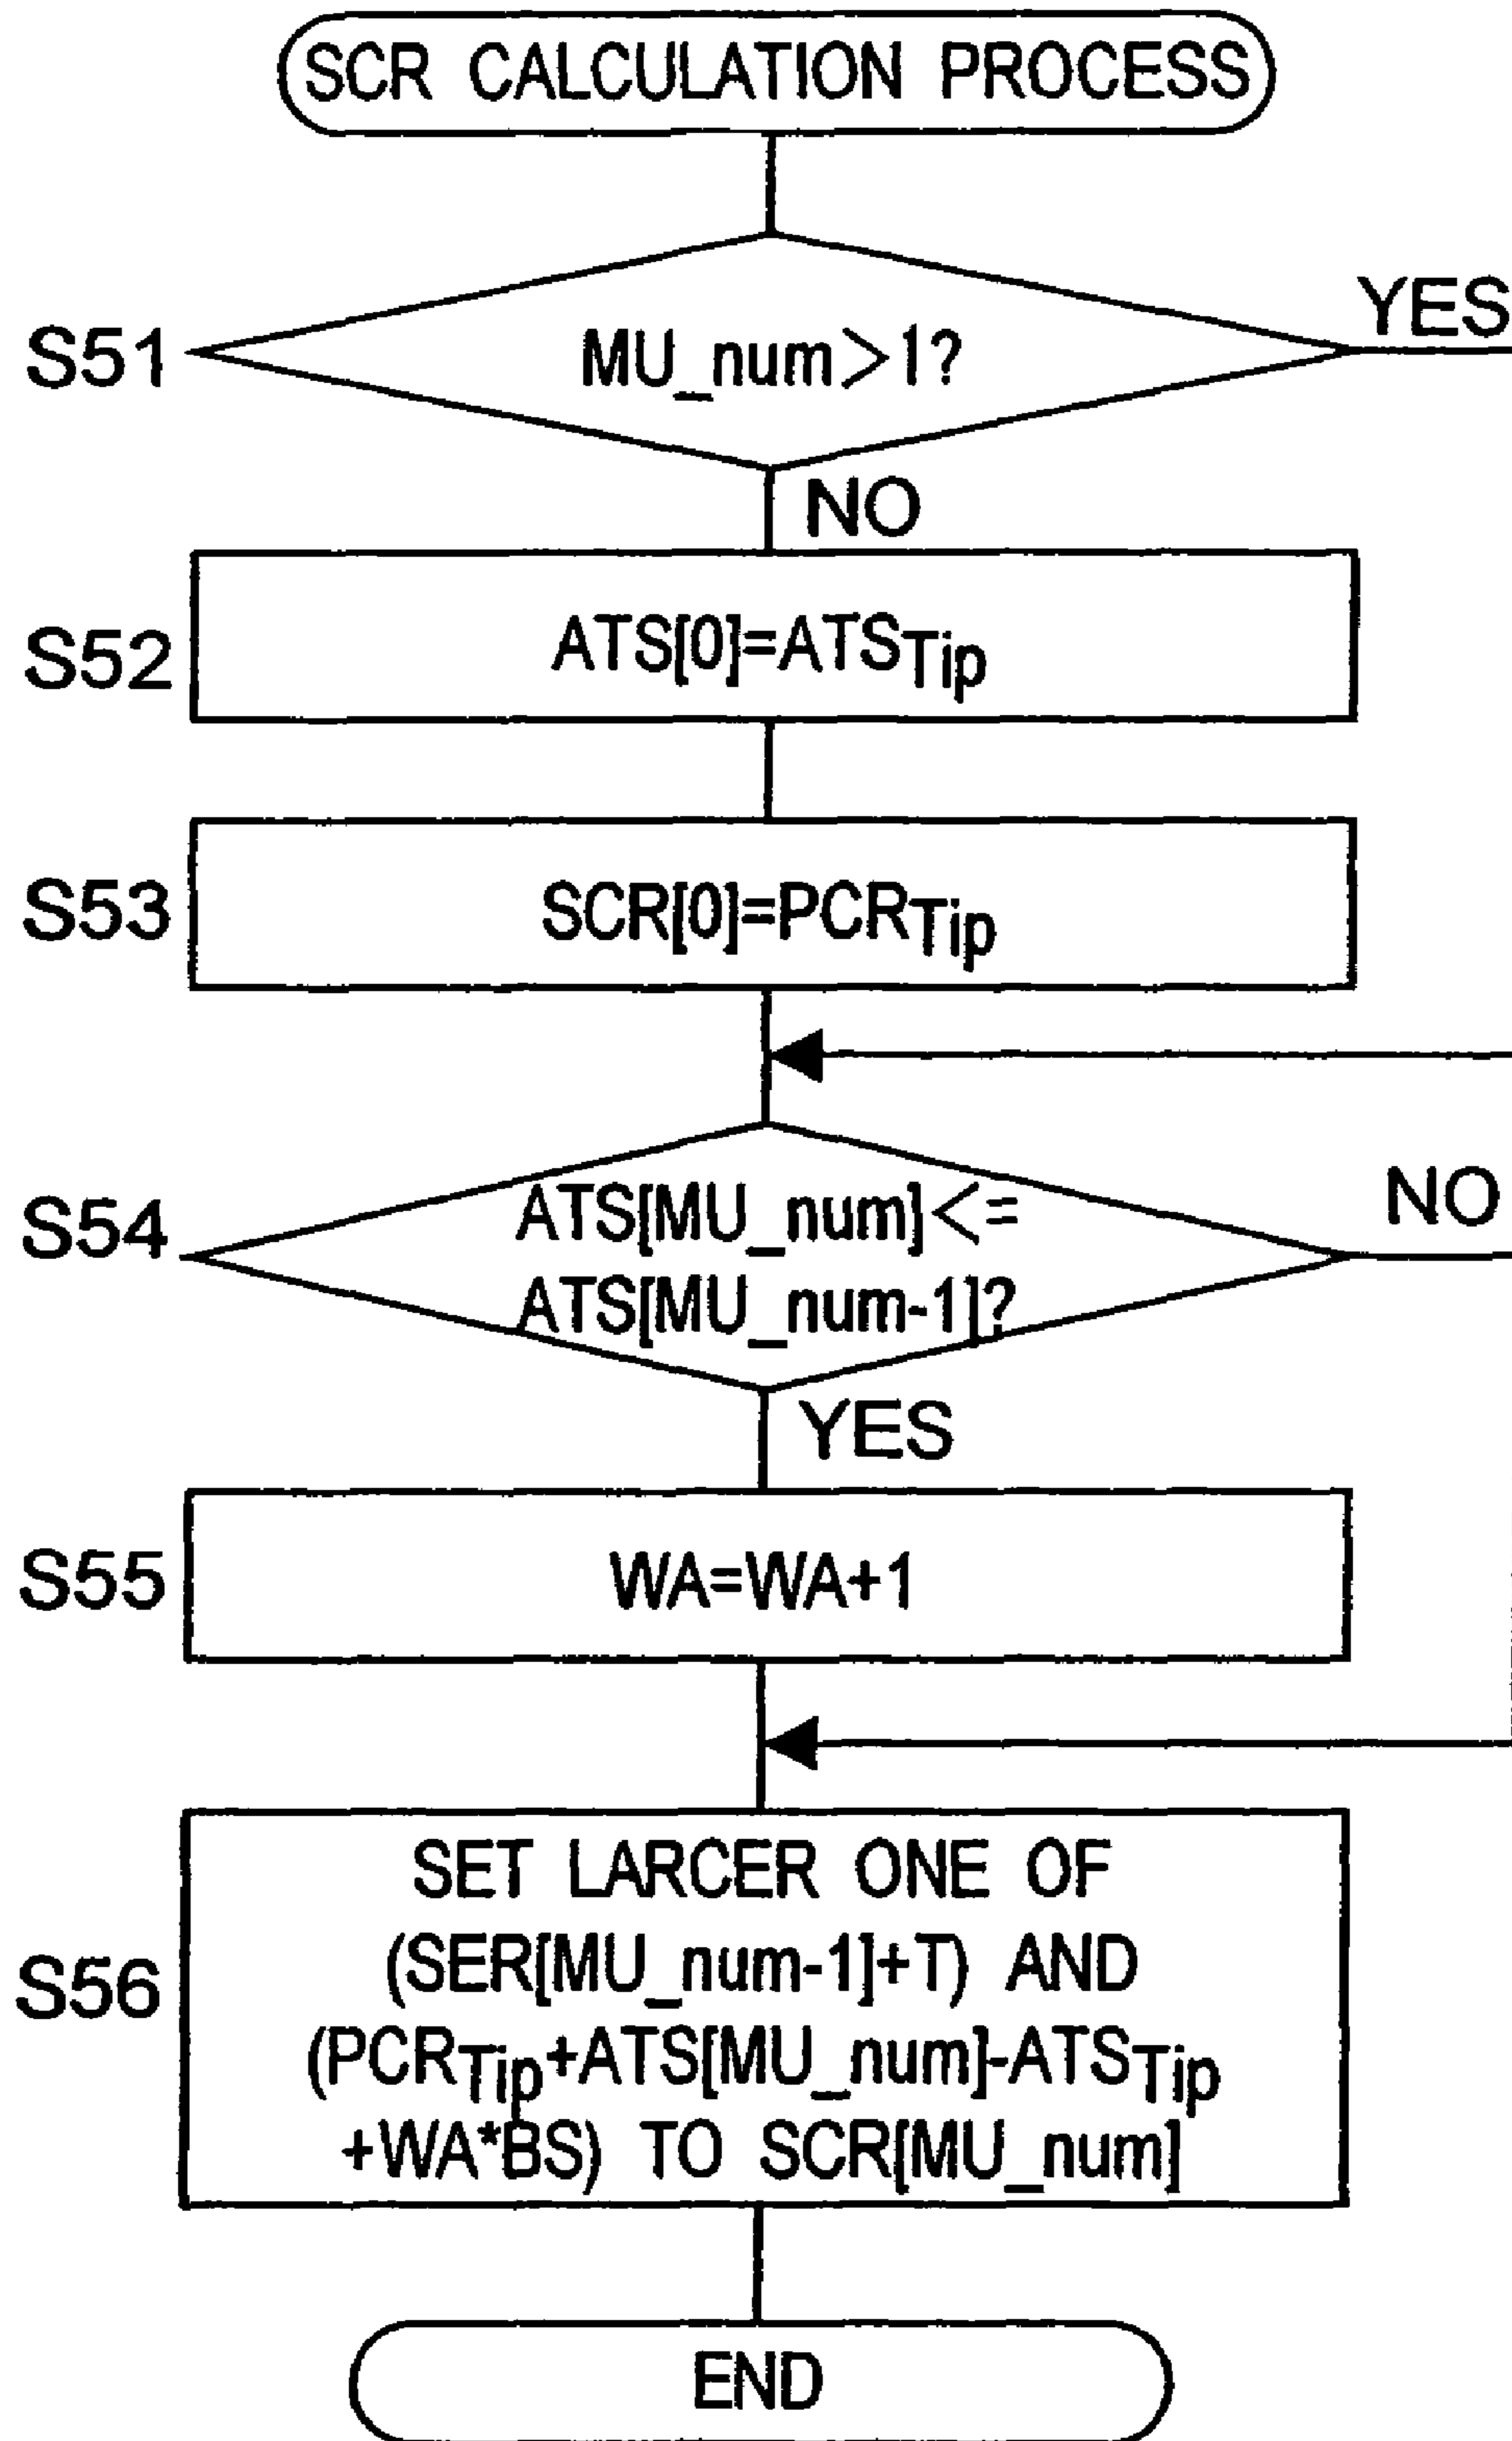 SCR CALCULATION PROCESS
S51
MU_num>1?
YES
NO
S52
ATS[0]=ATSTip
S53
SCR[0]=PCRTip
S54
ATS[MU_num]<=
ATS[MU_num-1]?
NO
YES
S55
WA=WA+1
S56
SET LARCER ONE OF
(SER[MU_num-1]+T) AND
(PCRTip+ATS[MU_num]-ATSTip
+WA*BS) TO SCR[MU_num]
END